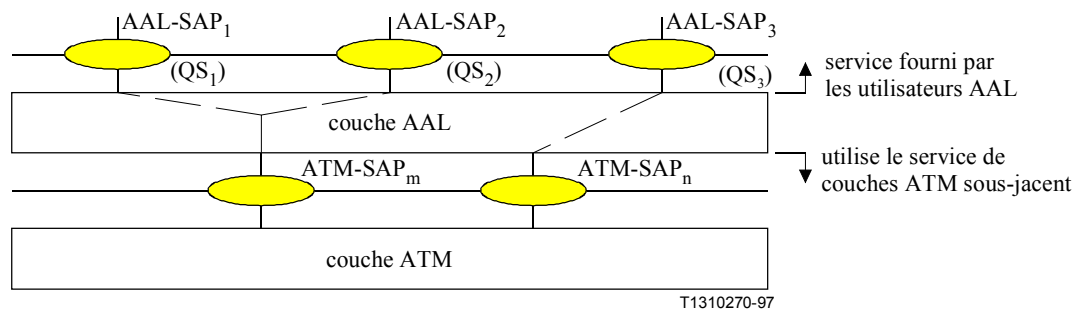 AAL-SAP1
AAL-SAP2
AAL-SAP3
(QS1)
(QS2)
(QS3)
service fourni par
les utilisateurs AAL
couche AAL
ATM-SAPm
ATM-SAPn
utilise le service de
couches ATM sous-jacent
couche ATM
T1310270-97